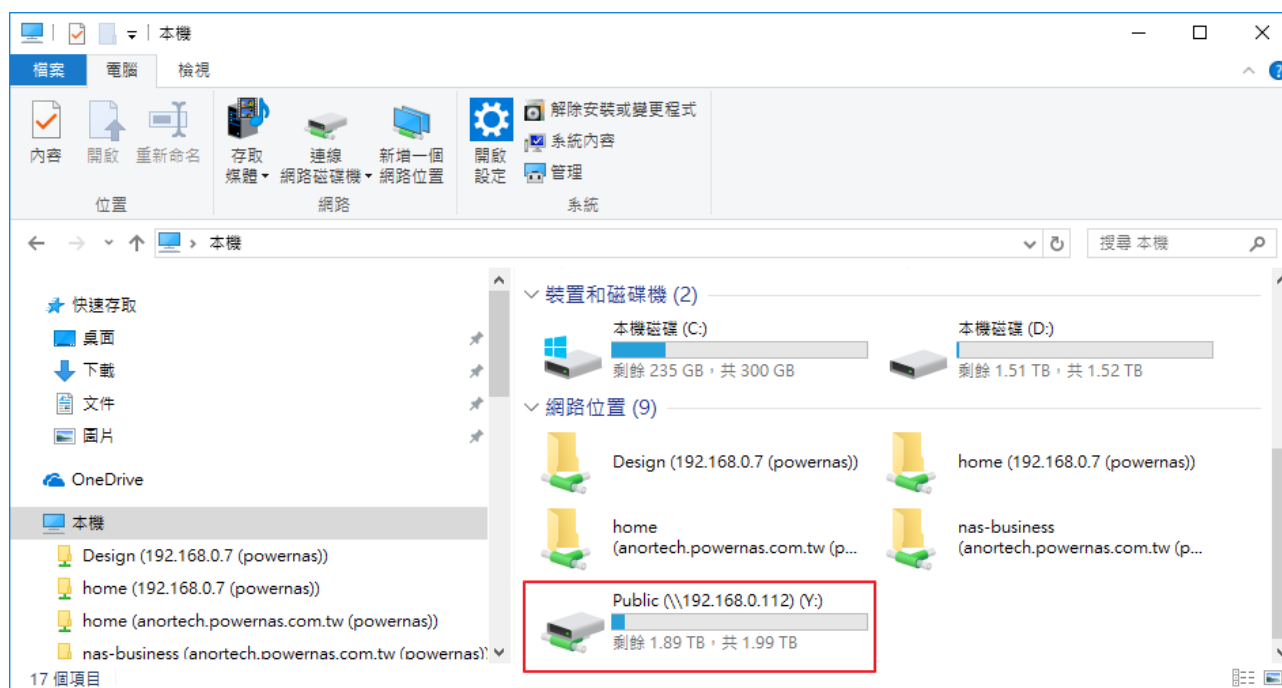 本機
檔案 電腦 檢視
內容
開啟
重新命名
位置
存取
媒體
連線
網路磁碟機
新增一個
網路位置
網路
開啟
設定
解除安裝或變更程式
系統內容
管理
系統
本機
搜尋 本機
快速存取
桌面
下載
文件
圖片
OneDrive
本機
Design (192.168.0.7 (powernas))
home (192.168.0.7 (powernas))
home (anortech.powernas.com.tw (powernas))
nas-business (anortech.powernas.com.tw (powernas))
裝置和磁碟機 (2)
本機磁碟 (C:)
剩餘 235 GB，共 300 GB
本機磁碟 (D:)
剩餘 1.51 TB，共 1.52 TB
網路位置 (9)
Design (192.168.0.7 (powernas))
home (192.168.0.7 (powernas))
home
(anortech.powernas.com.tw (p...
nas-business
(anortech.powernas.com.tw (p...
Public (\\192.168.0.112) (Y:)
剩餘 1.89 TB，共 1.99 TB
17 個項目